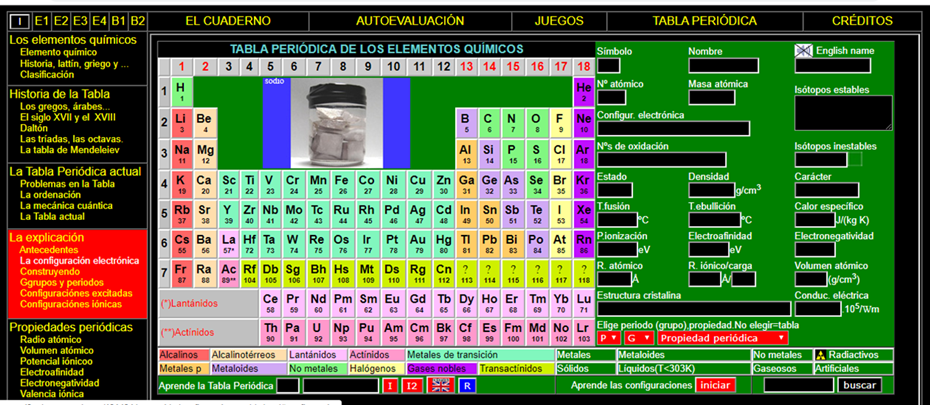 I E1 E2 E3 E4 B1 B2 EL CUADERNO AUTOEVALUACIÓN JUEGOS TABLA PERIÓDICA CRÉDITOS
Los elementos químicos
Elemento químico
Historia, lattín, griego y ...
Clasificación
Historia de la Tabla
Los gregos, árabes...
El siglo XVII y el XVIII
Daltón
Las tríadas, las octavas.
La tabla de Mendeleiev
La Tabla Periódica actual
Problemas en la Tabla
La ordenación
La mecánica cuántica
La Tabla actual
La explicación
Antecedentes
La configuración electrónica
Construyendo
Ggrupos y periodos
Configuraciónes excitadas
Configuraciónes iónicas
Propiedades periódicas
Radio atómico
Volumen atómico
Potencial iónico
Electroafinidad
Electronegatividad
Valencia iónica
TABLA PERIÓDICA DE LOS ELEMENTOS QUÍMICOS
1 2 3 4 5 6 7 8 9 10 11 12 13 14 15 16 17 18
sodio
1 H He
1 2
2 Li Be B C N O F Ne
3 4 5 6 7 8 9 10
3 Na Mg Al Si P S Cl Ar
11 12 13 14 15 16 17 18
4 K Ca Sc Ti V Cr Mn Fe Co Ni Cu Zn Ga Ge As Se Br Kr
19 20 21 22 23 24 25 26 27 28 29 30 31 32 33 34 35 36
5 Rb Sr Y Zr Nb Mo Tc Ru Rh Pd Ag Cd In Sn Sb Te I Xe
37 38 39 40 41 42 43 44 45 46 47 48 49 50 51 52 53 54
6 Cs Ba La Hf Ta W Re Os Ir Pt Au Hg Tl Pb Bi Po At Rn
55 56 57* 72 73 74 75 76 77 78 79 80 81 82 83 84 85 86
7 Fr Ra Ac Rf Db Sg Bh Hs Mt Ds Rg Cn ? ? ? ? ? ?
87 88 89** 104 105 106 107 108 109 110 111 112 113 114 115 116 117 118
(*)Lantánidos Ce Pr Nd Pm Sm Eu Gd Tb Dy Ho Er Tm Yb Lu
58 59 60 61 62 63 64 65 66 67 68 69 70 71
(**)Actínidos Th Pa U Np Pu Am Cm Bk Cf Es Fm Md No Lr
90 91 92 93 94 95 96 97 98 99 100 101 102 103
Símbolo Nombre English name
Nº atómico Masa atómica Isótopos estables
Configur. electrónica
Nºs de oxidación Isótopos inestables
Estado Densidad Carácter
g/cm3
T.fusión T.ebullición Calor específico
ºC ºC J/(kg K)
P.ionización Electroafinidad Electronegatividad
eV eV
R. atómico R. iónico/carga Volumen atómico
Å Å/ (g/cm3)
Estructura cristalina Conduc. eléctrica
.105/Wm
Elige periodo (grupo),propiedad.No elegir=tabla
P G Propiedad periódica
Alcalinos Alcalinotérreos Lantánidos Actínidos Metales de transición Metales Metaloides No metales Radiactivos
Metales p Metaloides No metales Halógenos Gases nobles Transactínidos Sólidos Líquidos(T<303K) Gaseosos Artificiales
Aprende la Tabla Periódica I I2 R Aprende las configuraciones iniciar buscar